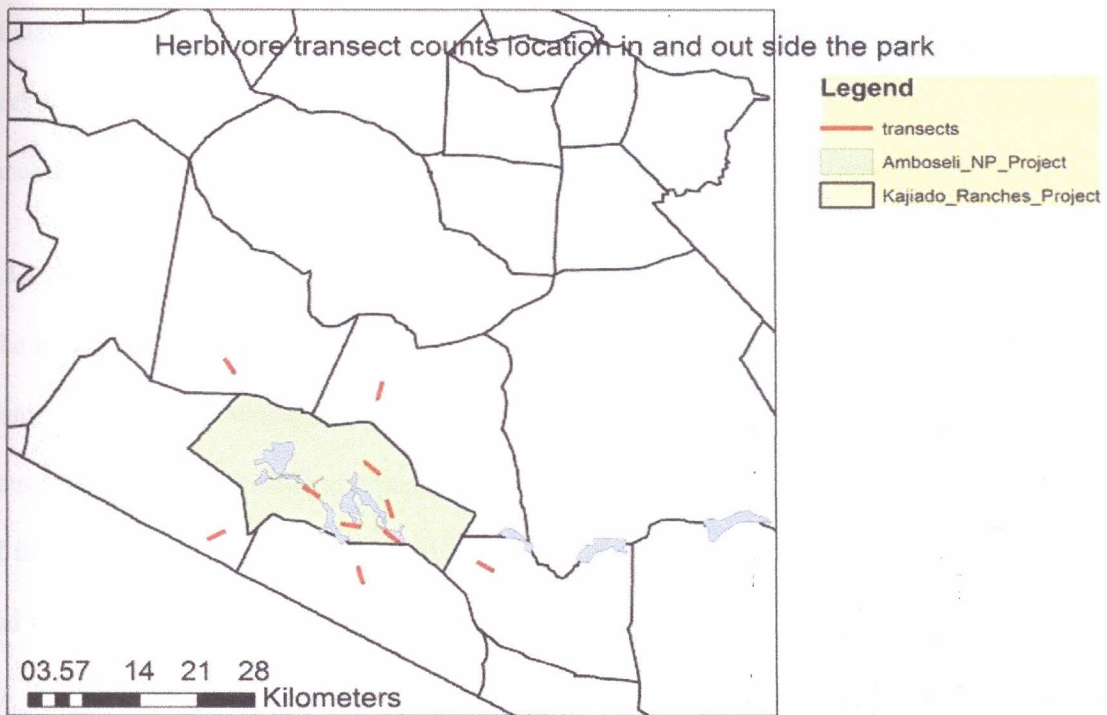 Herbivore transect counts location in and out side the park
Legend
transects
Amboseli_NP_Project
Kajiado_Ranches_Project
03.57 14 21 28
Kilometers